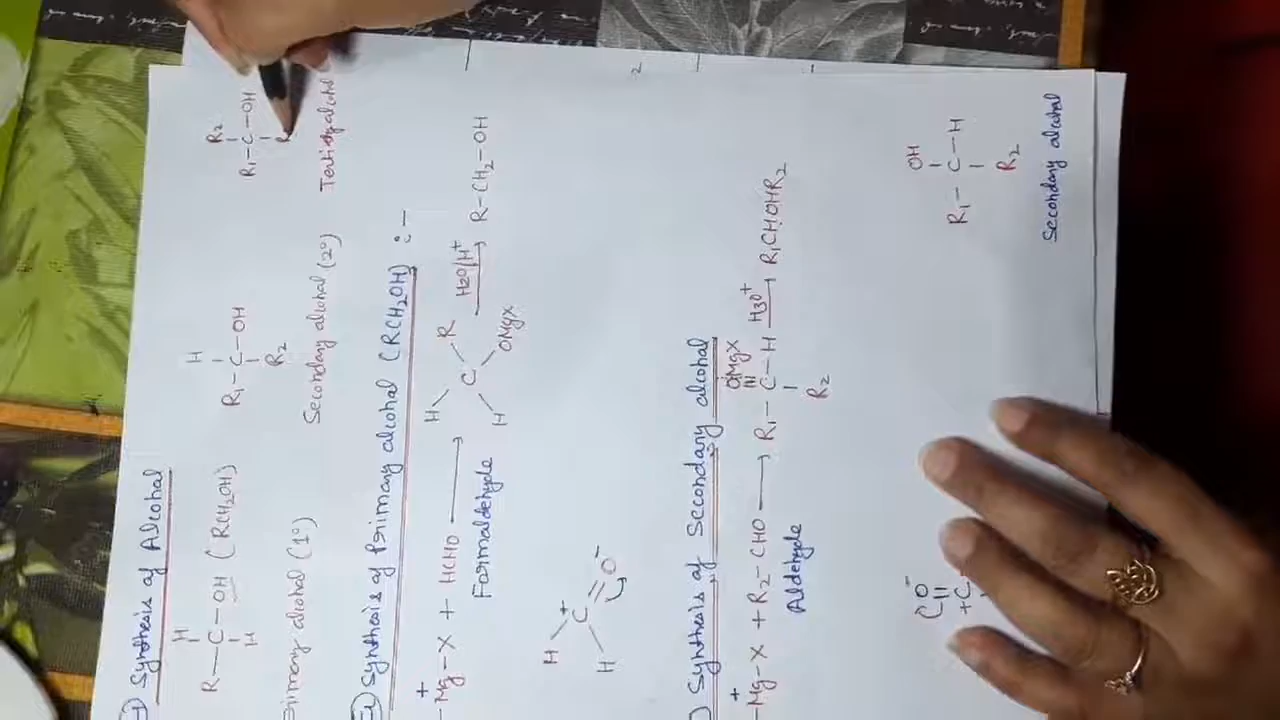 1) Synthesis of Alcohol
H H R2
R—C—OH (RCH2OH) R1—C—OH R1—C—OH
H R2 R
Primary alcohol (1°) Secondary alcohol (2°) Tertiary alcohol
Synthesis of Primary alcohol (RCH2OH) :-
H R
-Mg-X + HCHO → C H2O/H+ → R-CH2-OH
H OMgx
Formaldehyde
H
C+ O-
H
Synthesis of Secondary alcohol
OMgX
-Mg-X + R2-CHO → R1-C-H H3O+ → R1CHOHR2
R2
Aldehyde
O- OH
+C R1-C-H
R2
Secondary alcohol